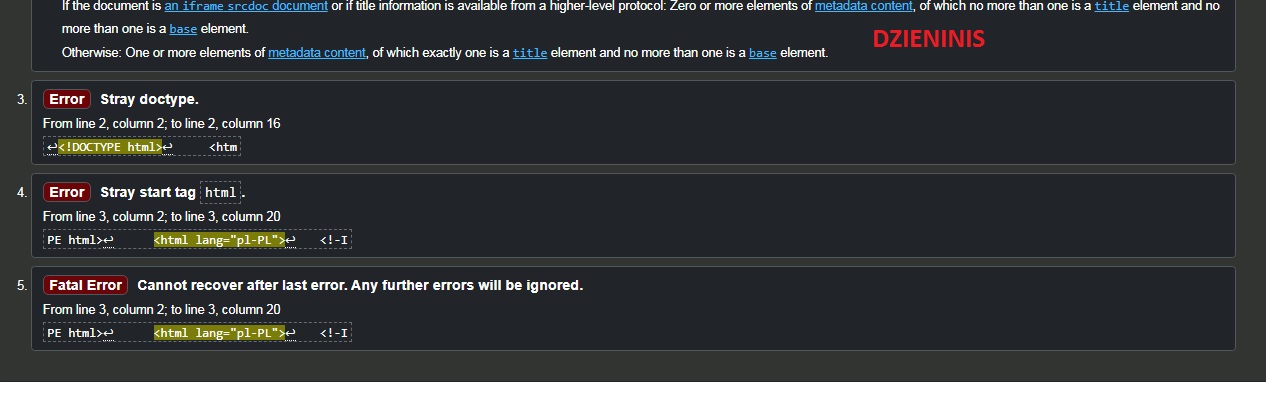 If the document is an iframe srcdoc document or if title information is available from a higher-level protocol: Zero or more elements of metadata content, of which no more than one is a title element and no
more than one is a base element.
Otherwise: One or more elements of metadata content, of which exactly one is a title element and no more than one is a base element.
DZIENINIS
3. Error Stray doctype.
From line 2, column 2; to line 2, column 16
↩<!DOCTYPE html>↩ <htm
4. Error Stray start tag html.
From line 3, column 2; to line 3, column 20
PE html>↩ <html lang="pl-PL">↩ <!-I
5. Fatal Error Cannot recover after last error. Any further errors will be ignored.
From line 3, column 2; to line 3, column 20
PE html>↩ <html lang="pl-PL">↩ <!-I